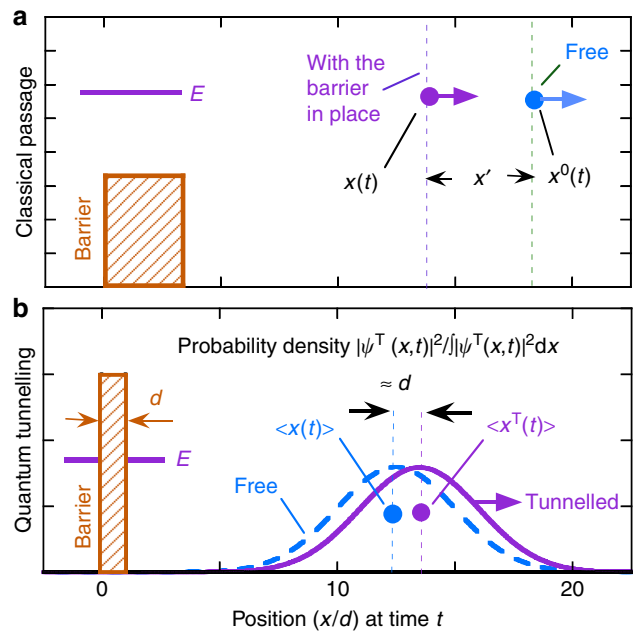 a
Classical passage
E
Barrier
With the
barrier
in place
Free
x(t)
x′
x⁰(t)
b
Quantum tunnelling
Probability density |ψᵀ (x,t)|²/∫|ψᵀ(x,t)|²dx
≈ d
d
<x(t)>
<xᵀ(t)>
E
Free
Tunnelled
Barrier
0
10
20
Position (x/d) at time t